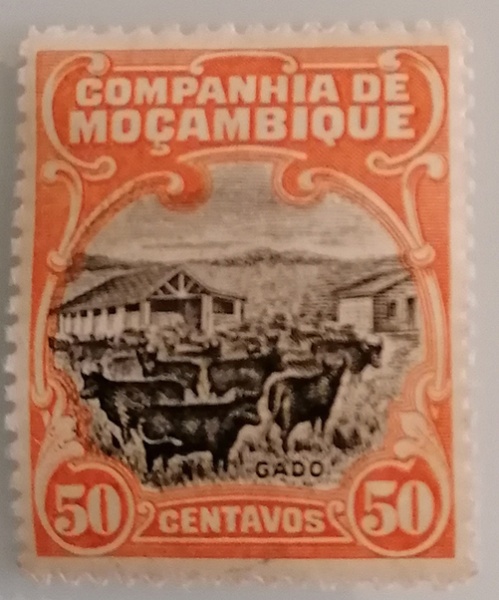 COMPANHIA DE
MOÇAMBIQUE
GADO
50 CENTAVOS 50